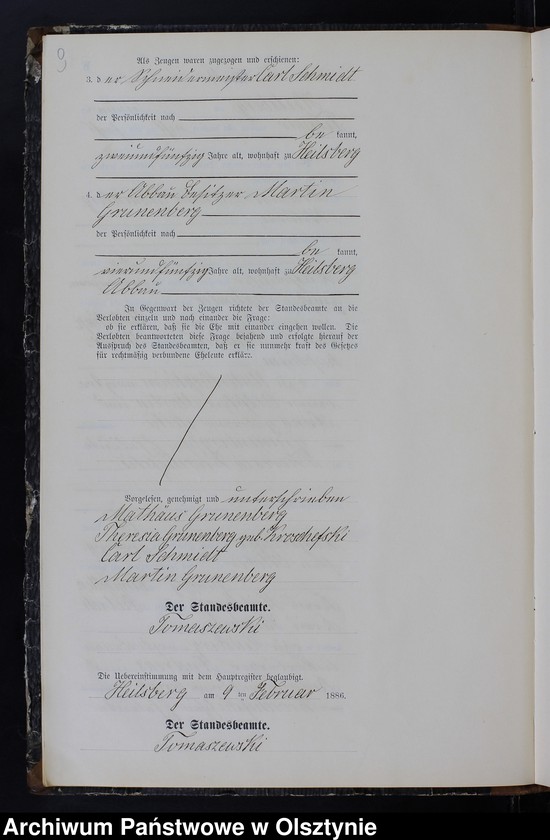 9
Als Zeugen waren zugezogen und erschienen:
3. der Schneidermeister Carl Schmidt
der Persönlichkeit nach
bekannt,
zweiundfünfzig Jahre alt, wohnhaft zu Heilsberg
4. der Abbau Besitzer Martin
Grunenberg
der Persönlichkeit nach
bekannt,
vierundfünfzig Jahre alt, wohnhaft zu Heilsberg
Abbau
In Gegenwart der Zeugen richtete der Standesbeamte an die
Verlobten einzeln und nach einander die Frage:
ob sie erklären, daß sie die Ehe mit einander eingehen wollen. Die
Verlobten beantworteten diese Frage bejahend und erfolgte hierauf der
Ausspruch des Standesbeamten, daß er sie nunmehr kraft des Gesetzes
für rechtmäßig verbundene Eheleute erkläre.
Vorgelesen, genehmigt und unterschrieben
Mathäus Grunenberg
Theresia Grunenberg geb. Kroschefski
Carl Schmidt
Martin Grunenberg
Der Standesbeamte.
Tomaszewski
Die Uebereinstimmung mit dem Hauptregister beglaubigt.
Heilsberg am 9 ten Februar 1886.
Der Standesbeamte.
Tomaszewski
Archiwum Państwowe w Olsztynie